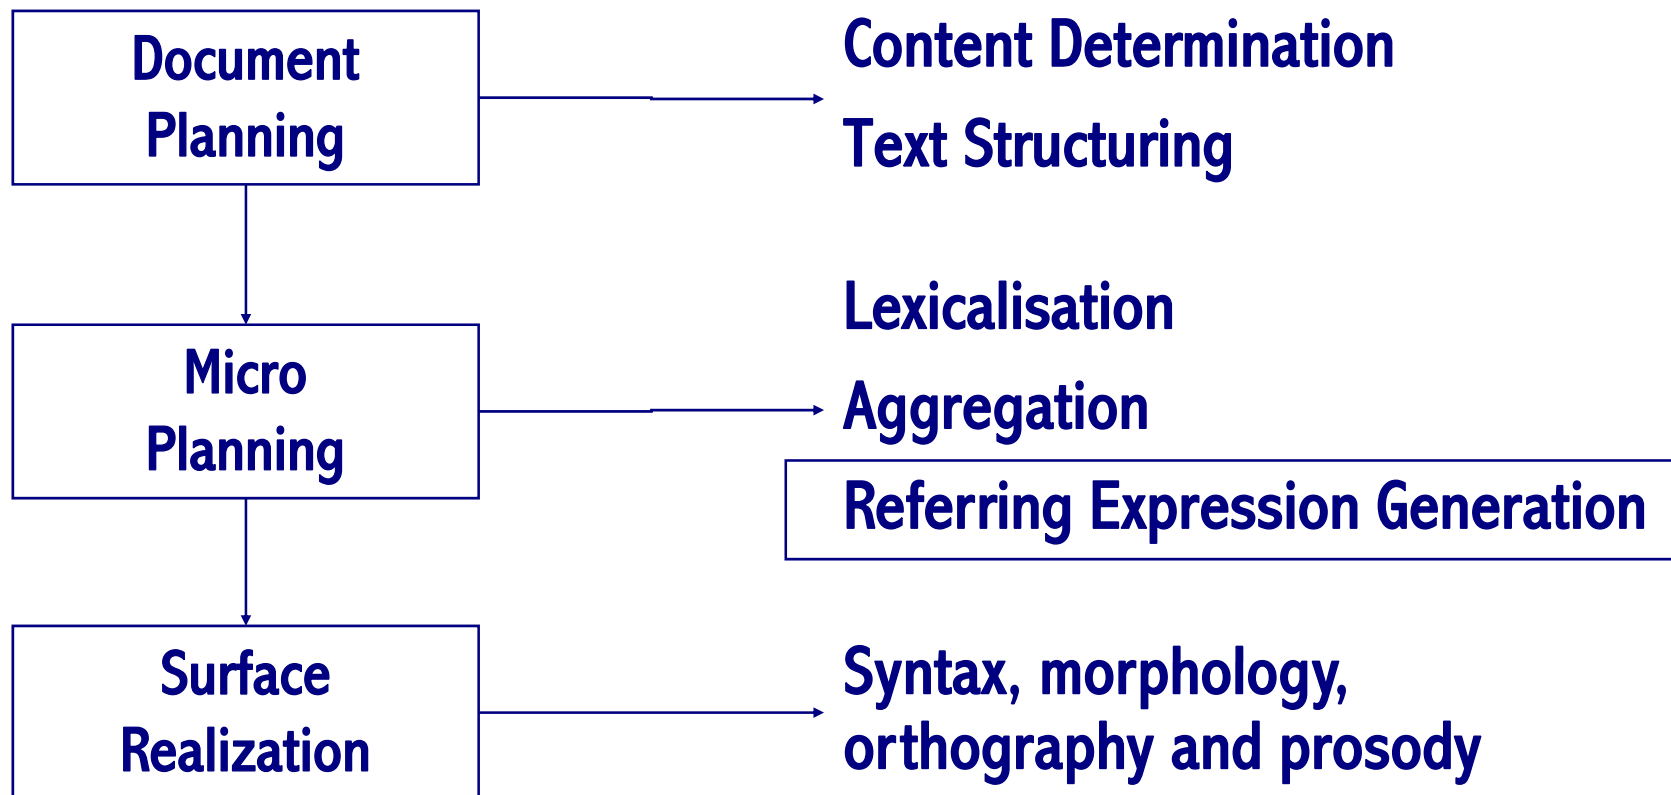 Document
Planning
Content Determination
Text Structuring
Micro
Planning
Lexicalisation
Aggregation
Referring Expression Generation
Surface
Realization
Syntax, morphology,
orthography and prosody